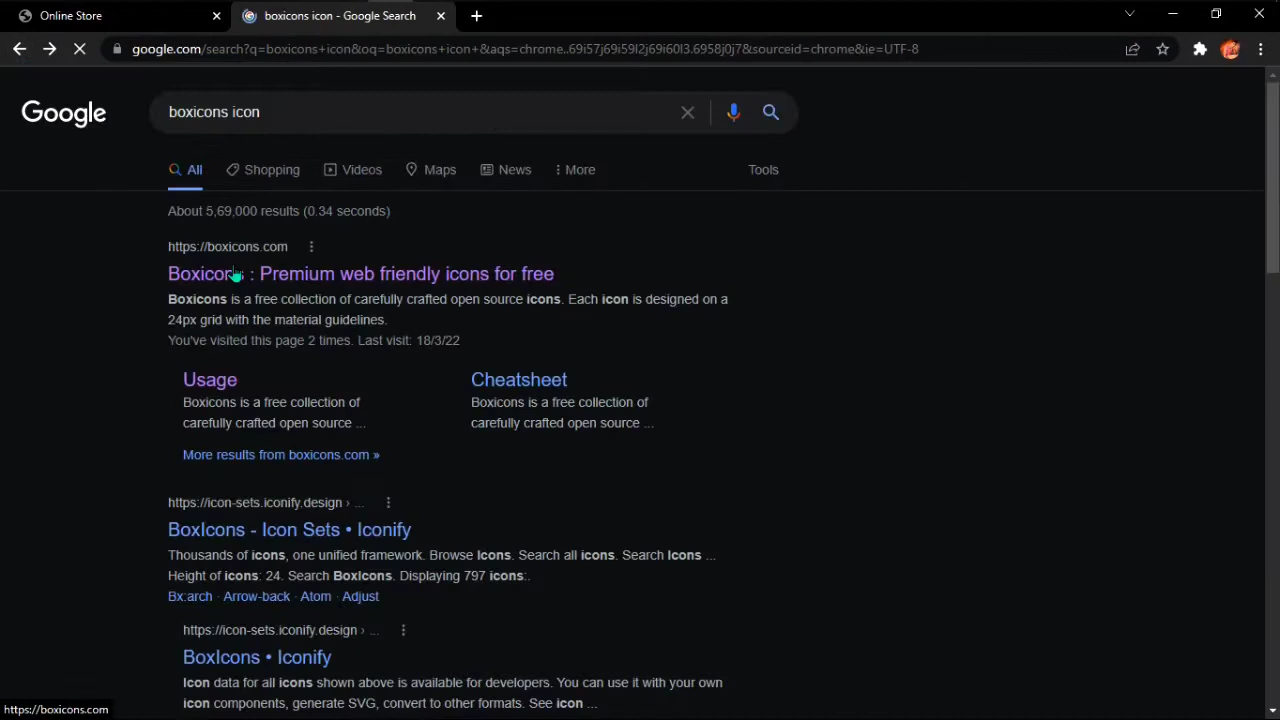 Online Store
boxicons icon - Google Search
google.com/search?q=boxicons+icon&oq=boxicons+icon+&aqs=chrome..69i57j69i59l2j69i60l3.6958j0j7&sourceid=chrome&ie=UTF-8
Google
boxicons icon
All
Shopping
Videos
Maps
News
More
Tools
About 5,69,000 results (0.34 seconds)
https://boxicons.com
Boxicons : Premium web friendly icons for free
Boxicons is a free collection of carefully crafted open source icons. Each icon is designed on a
24px grid with the material guidelines.
You've visited this page 2 times. Last visit: 18/3/22
Usage
Boxicons is a free collection of
carefully crafted open source ...
Cheatsheet
Boxicons is a free collection of
carefully crafted open source ...
More results from boxicons.com »
https://icon-sets.iconify.design › ...
BoxIcons - Icon Sets • Iconify
Thousands of icons, one unified framework. Browse Icons. Search all icons. Search Icons ...
Height of icons: 24. Search BoxIcons. Displaying 797 icons:.
Bx:arch · Arrow-back · Atom · Adjust
https://icon-sets.iconify.design › ...
BoxIcons • Iconify
Icon data for all icons shown above is available for developers. You can use it with your own
icon components, generate SVG, convert to other formats. See icon ...
https://boxicons.com